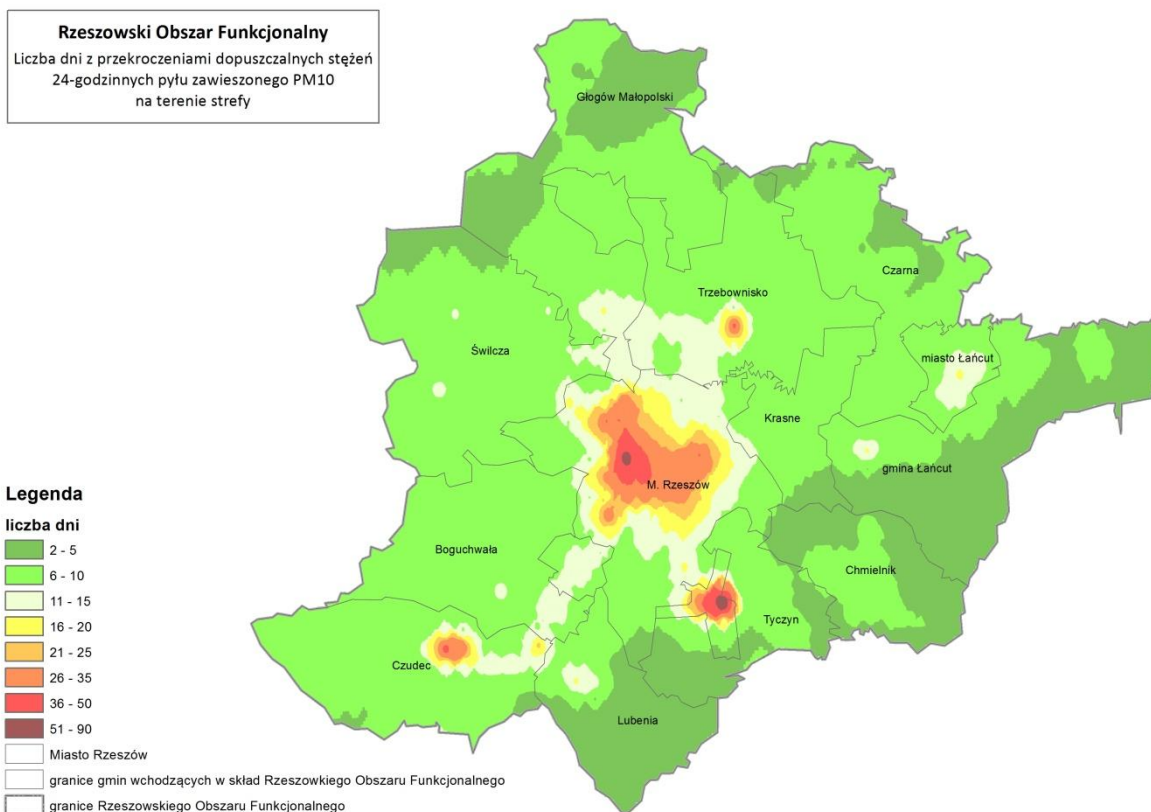 Rzeszowski Obszar Funkcjonalny
Liczba dni z przekroczeniami dopuszczalnych stężeń
24-godzinnych pyłu zawieszonego PM10
na terenie strefy
Głogów Małopolski
Czarna
Trzebownisko
Świlcza
miasto Łańcut
Krasne
gmina Łańcut
M. Rzeszów
Boguchwała
Chmielnik
Tyczyn
Czudec
Lubenia
Legenda
liczba dni
2 - 5
6 - 10
11 - 15
16 - 20
21 - 25
26 - 35
36 - 50
51 - 90
Miasto Rzeszów
granice gmin wchodzących w skład Rzeszowkiego Obszaru Funkcjonalnego
granice Rzeszowskiego Obszaru Funkcjonalnego